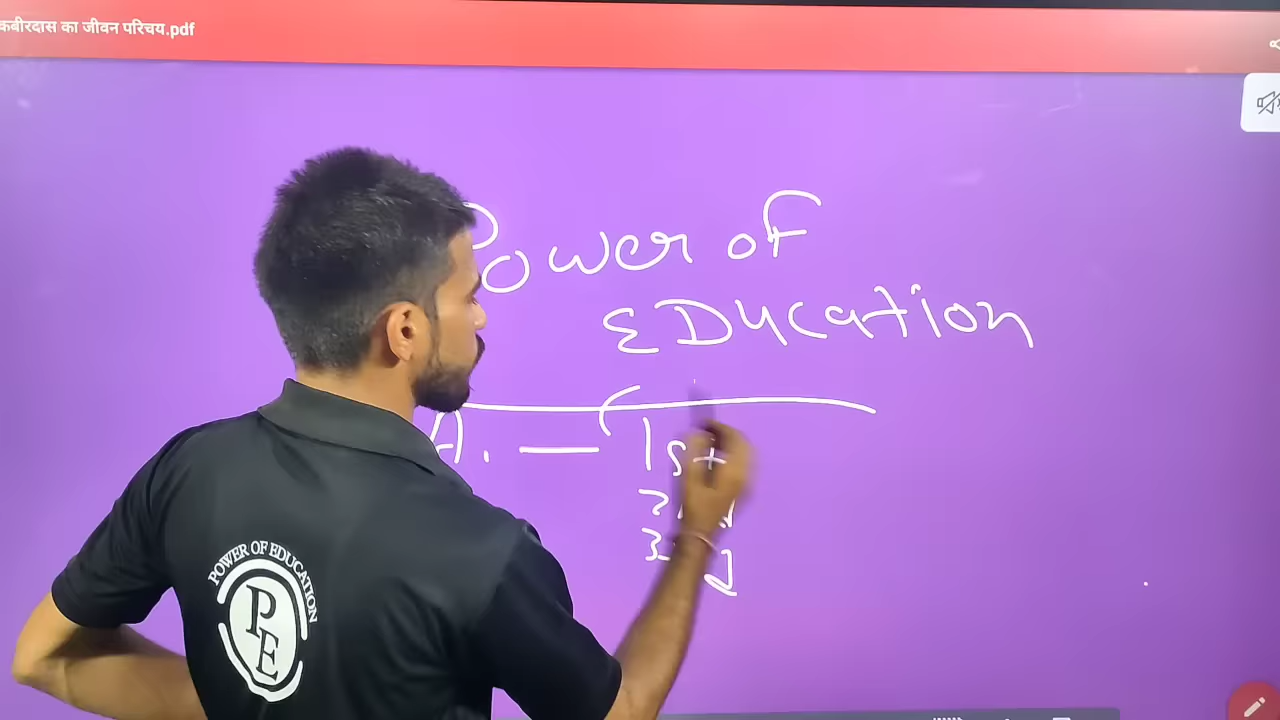 कबीरदास का जीवन परिचय.pdf
Power of
EDucation
A. — 1st
POWER OF EDUCATION
PE